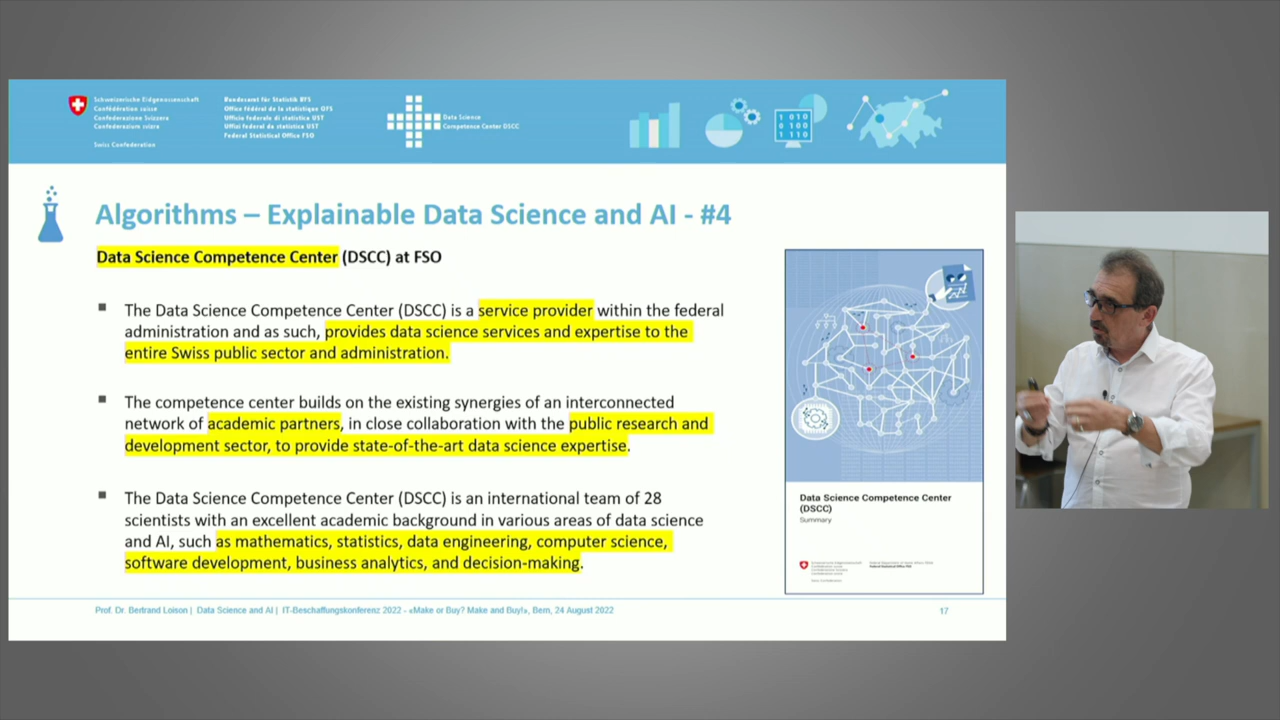 Schweizerische Eidgenossenschaft
Confédération suisse
Confederazione Svizzera
Confederaziun svizra
Swiss Confederation
Bundesamt für Statistik BFS
Office fédéral de la statistique OFS
Ufficio federale di statistica UST
Uffizi federal da statistica UST
Federal Statistical Office FSO
Data Science
Competence Center DSCC
1 010
0 100
1 110
Algorithms – Explainable Data Science and AI - #4
Data Science Competence Center (DSCC) at FSO
▪ The Data Science Competence Center (DSCC) is a service provider within the federal
administration and as such, provides data science services and expertise to the
entire Swiss public sector and administration.
▪ The competence center builds on the existing synergies of an interconnected
network of academic partners, in close collaboration with the public research and
development sector, to provide state-of-the-art data science expertise.
▪ The Data Science Competence Center (DSCC) is an international team of 28
scientists with an excellent academic background in various areas of data science
and AI, such as mathematics, statistics, data engineering, computer science,
software development, business analytics, and decision-making.
Data Science Competence Center
(DSCC)
Summary
Prof. Dr. Bertrand Loison | Data Science and AI | IT-Beschaffungskonferenz 2022 - «Make or Buy? Make and Buy!», Bern, 24 August 2022
17